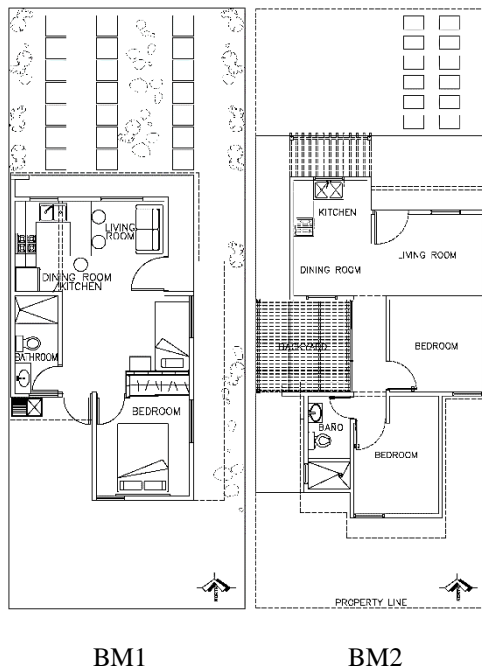 LIVING
ROOM
DINING ROOM
KITCHEN
BATHROOM
BEDROOM
KITCHEN
LIVING ROOM
DINING ROOM
BACKYARD
BEDROOM
BAÑO
BEDROOM
PROPERTY LINE
BM1
BM2